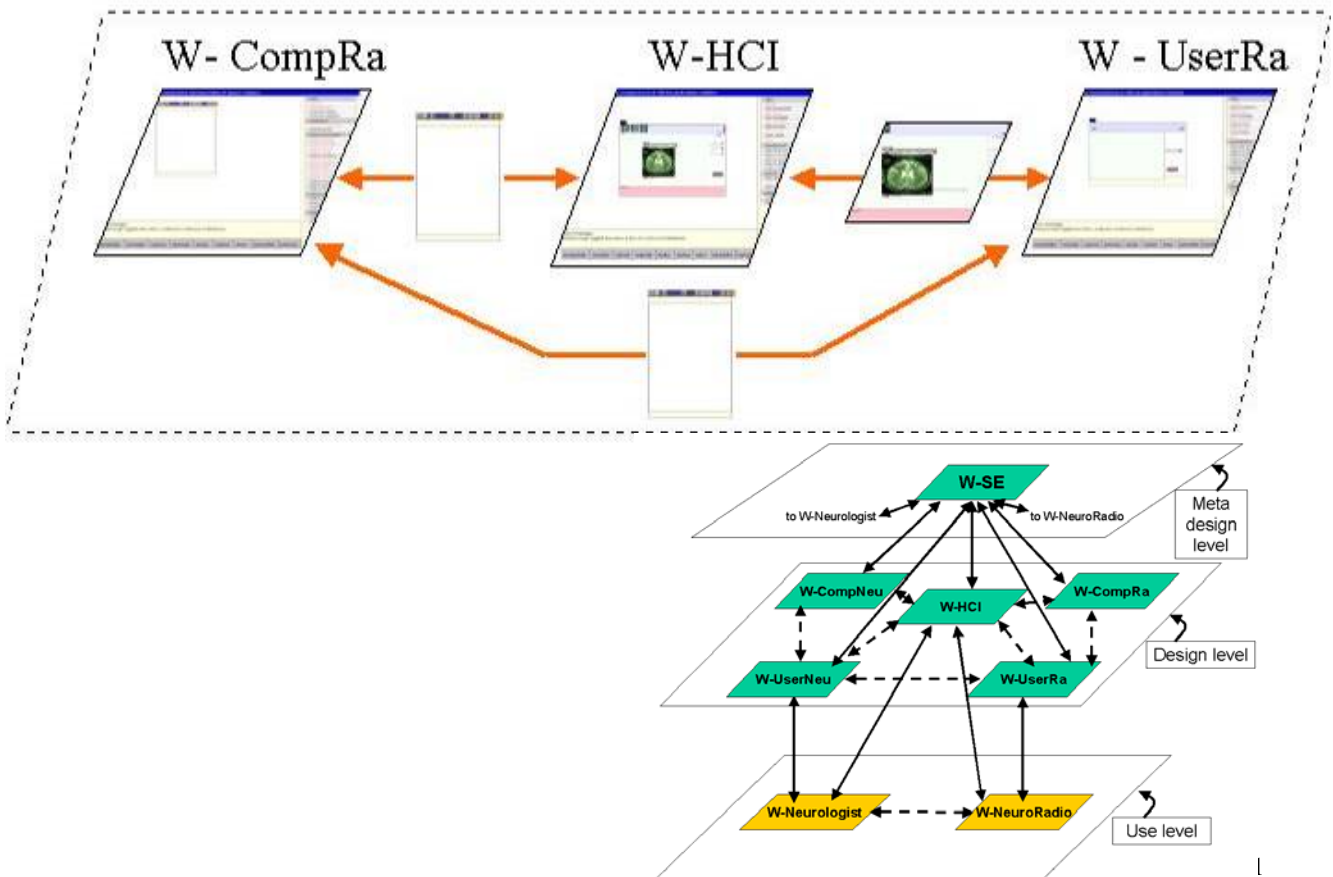 W- CompRa
W-HCI
W - UserRa
W-SE
to W-Neurologist
to W-NeuroRadio
Meta
design
level
W-CompNeu
W-HCI
W-CompRa
Design level
W-UserNeu
W-UserRa
W-Neurologist
W-NeuroRadio
Use level